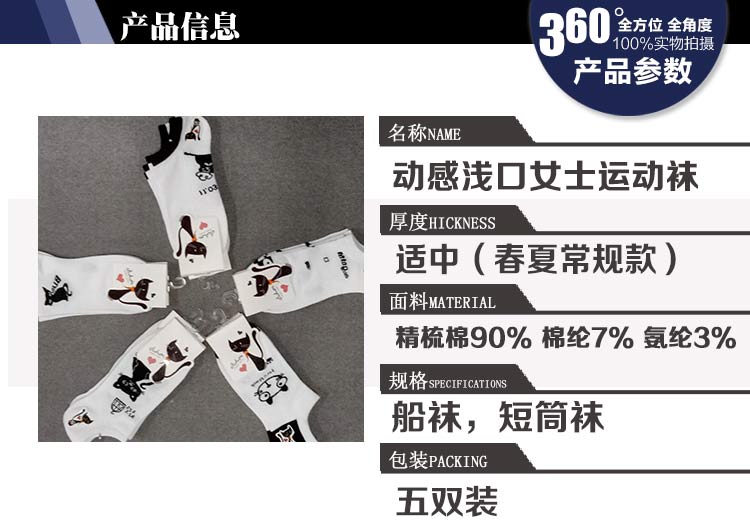 产品信息
360°全方位 全角度
100%实物拍摄
产品参数
名称NAME
动感浅口女士运动袜
厚度HICKNESS
适中（春夏常规款）
面料MATERIAL
精梳棉90% 棉纶7% 氨纶3%
规格SPECIFICATIONS
船袜，短筒袜
包装PACKING
五双装